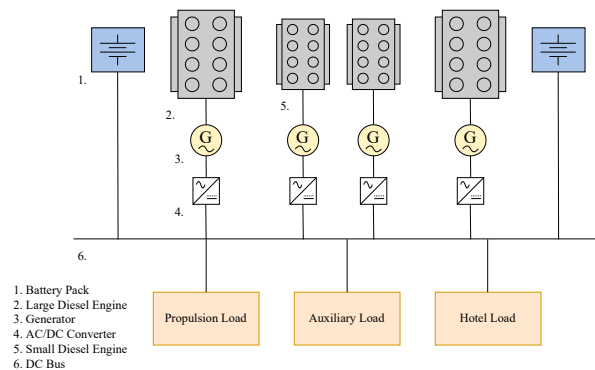 1.
2.
5.
G
G
G
G
3.
4.
6.
1. Battery Pack
2. Large Diesel Engine
3. Generator
4. AC/DC Converter
5. Small Diesel Engine
6. DC Bus
Propulsion Load
Auxiliary Load
Hotel Load